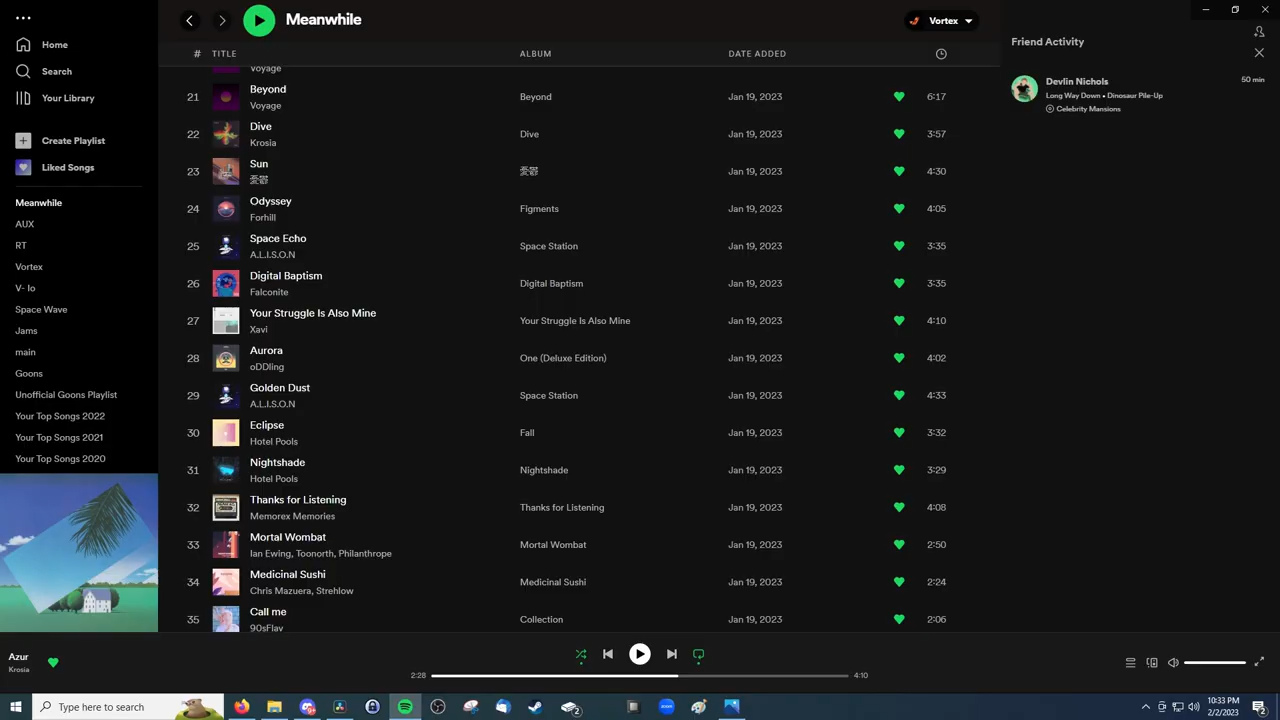 Meanwhile
Vortex
Home
Search
Your Library
Create Playlist
Liked Songs
Meanwhile
AUX
RT
Vortex
V- Io
Space Wave
Jams
main
Goons
Unofficial Goons Playlist
Your Top Songs 2022
Your Top Songs 2021
Your Top Songs 2020
# TITLE ALBUM DATE ADDED
Voyage
21 Beyond Beyond Jan 19, 2023 6:17
Voyage
22 Dive Dive Jan 19, 2023 3:57
Krosia
23 Sun Jan 19, 2023 4:30
24 Odyssey Figments Jan 19, 2023 4:05
Forhill
25 Space Echo Space Station Jan 19, 2023 3:35
A.L.I.S.O.N
26 Digital Baptism Digital Baptism Jan 19, 2023 3:35
Falconite
27 Your Struggle Is Also Mine Your Struggle Is Also Mine Jan 19, 2023 4:10
Xavi
28 Aurora One (Deluxe Edition) Jan 19, 2023 4:02
oDDling
29 Golden Dust Space Station Jan 19, 2023 4:33
A.L.I.S.O.N
30 Eclipse Fall Jan 19, 2023 3:32
Hotel Pools
31 Nightshade Nightshade Jan 19, 2023 3:29
Hotel Pools
32 Thanks for Listening Thanks for Listening Jan 19, 2023 4:08
Memorex Memories
33 Mortal Wombat Mortal Wombat Jan 19, 2023 2:50
Ian Ewing, Toonorth, Philanthrope
34 Medicinal Sushi Medicinal Sushi Jan 19, 2023 2:24
Chris Mazuera, Strehlow
35 Call me Collection Jan 19, 2023 2:06
90sFlav
Friend Activity
Devlin Nichols 50 min
Long Way Down • Dinosaur Pile-Up
Celebrity Mansions
Azur
Krosia
2:28 4:10
Type here to search
10:33 PM
2/2/2023